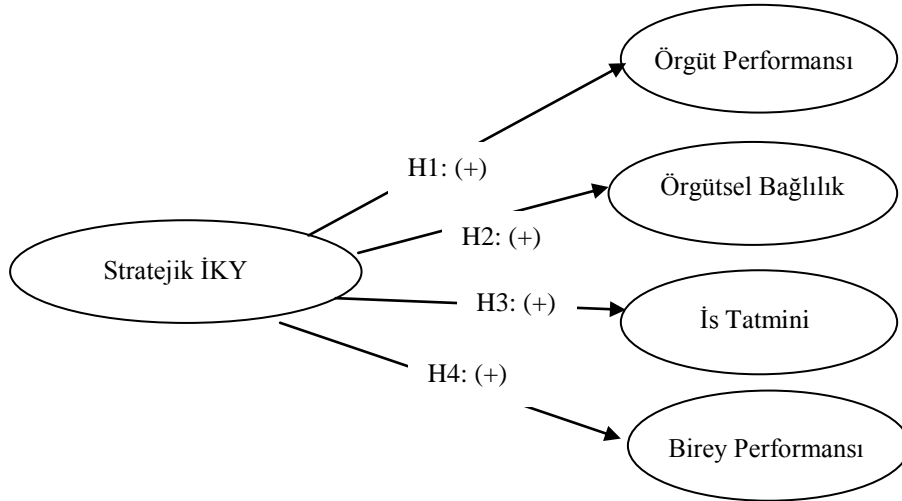 Örgüt Performansı
H1: (+)
Örgütsel Bağlılık
H2: (+)
Stratejik İKY
H3: (+)
İs Tatmini
H4: (+)
Birey Performansı